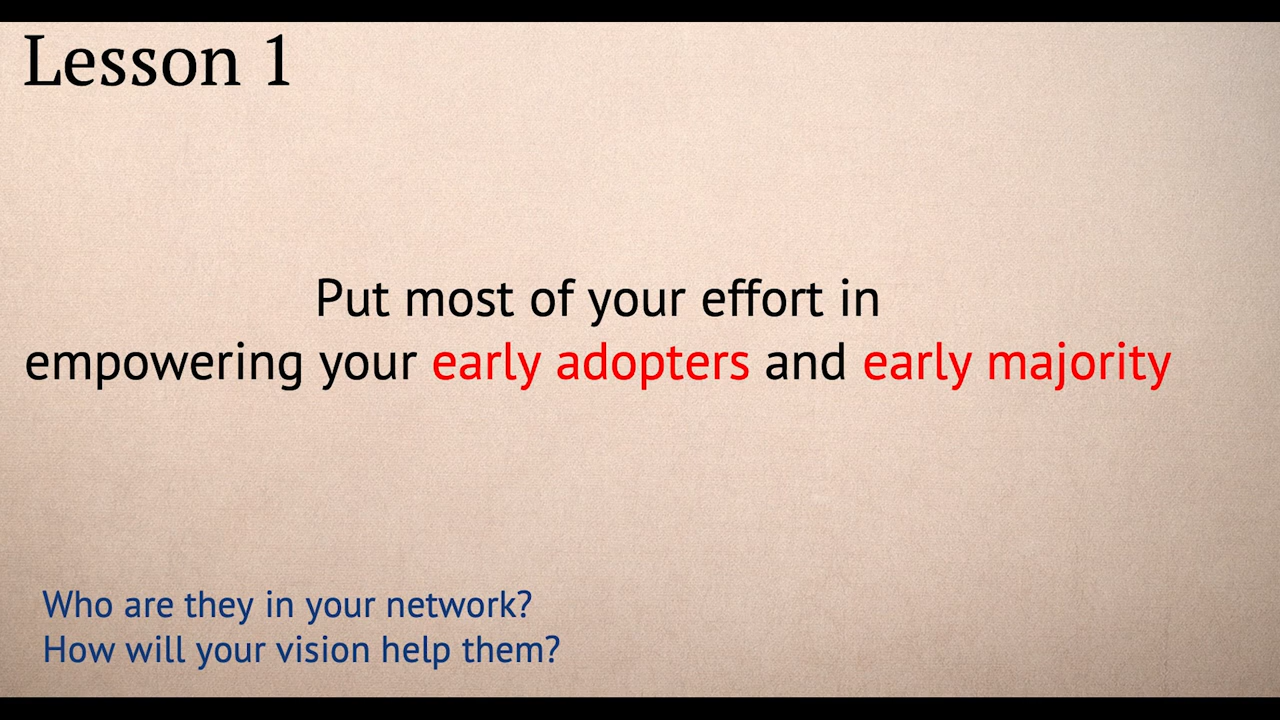 Lesson 1
Put most of your effort in
empowering your early adopters and early majority
Who are they in your network?
How will your vision help them?